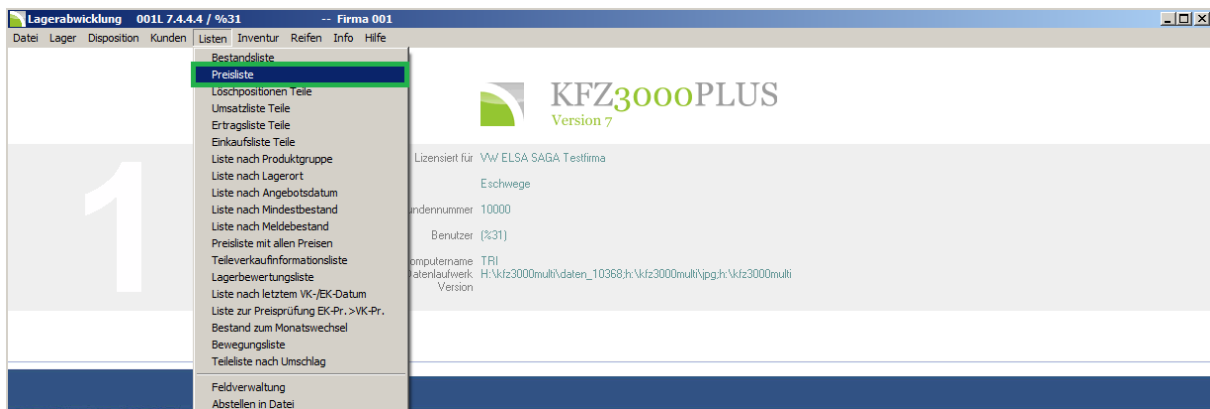 Lagerabwicklung 001L 7.4.4.4 / %31 -- Firma 001
Datei Lager Disposition Kunden Listen Inventur Reifen Info Hilfe
Bestandsliste
Preisliste
Löschpositionen Teile
Umsatzliste Teile
Ertragsliste Teile
Einkaufsliste Teile
Liste nach Produktgruppe
Liste nach Lagerort
Liste nach Angebotsdatum
Liste nach Mindestbestand
Liste nach Meldebestand
Preisliste mit allen Preisen
Teileverkaufinformationsliste
Lagerbewertungsliste
Liste nach letztem VK-/EK-Datum
Liste zur Preisprüfung EK-Pr.>VK-Pr.
Bestand zum Monatswechsel
Bewegungsliste
Teileliste nach Umschlag
Feldverwaltung
Abstellen in Datei
KFZ3000PLUS
Version 7
1
Lizensiert für VW ELSA SAGA Testfirma
Eschwege
undennummer 10000
Benutzer (%31)
omputername TRI
atenlaufwerk H:\kfz3000multi\daten_10368;h:\kfz3000multi\jpg;h:\kfz3000multi
Version